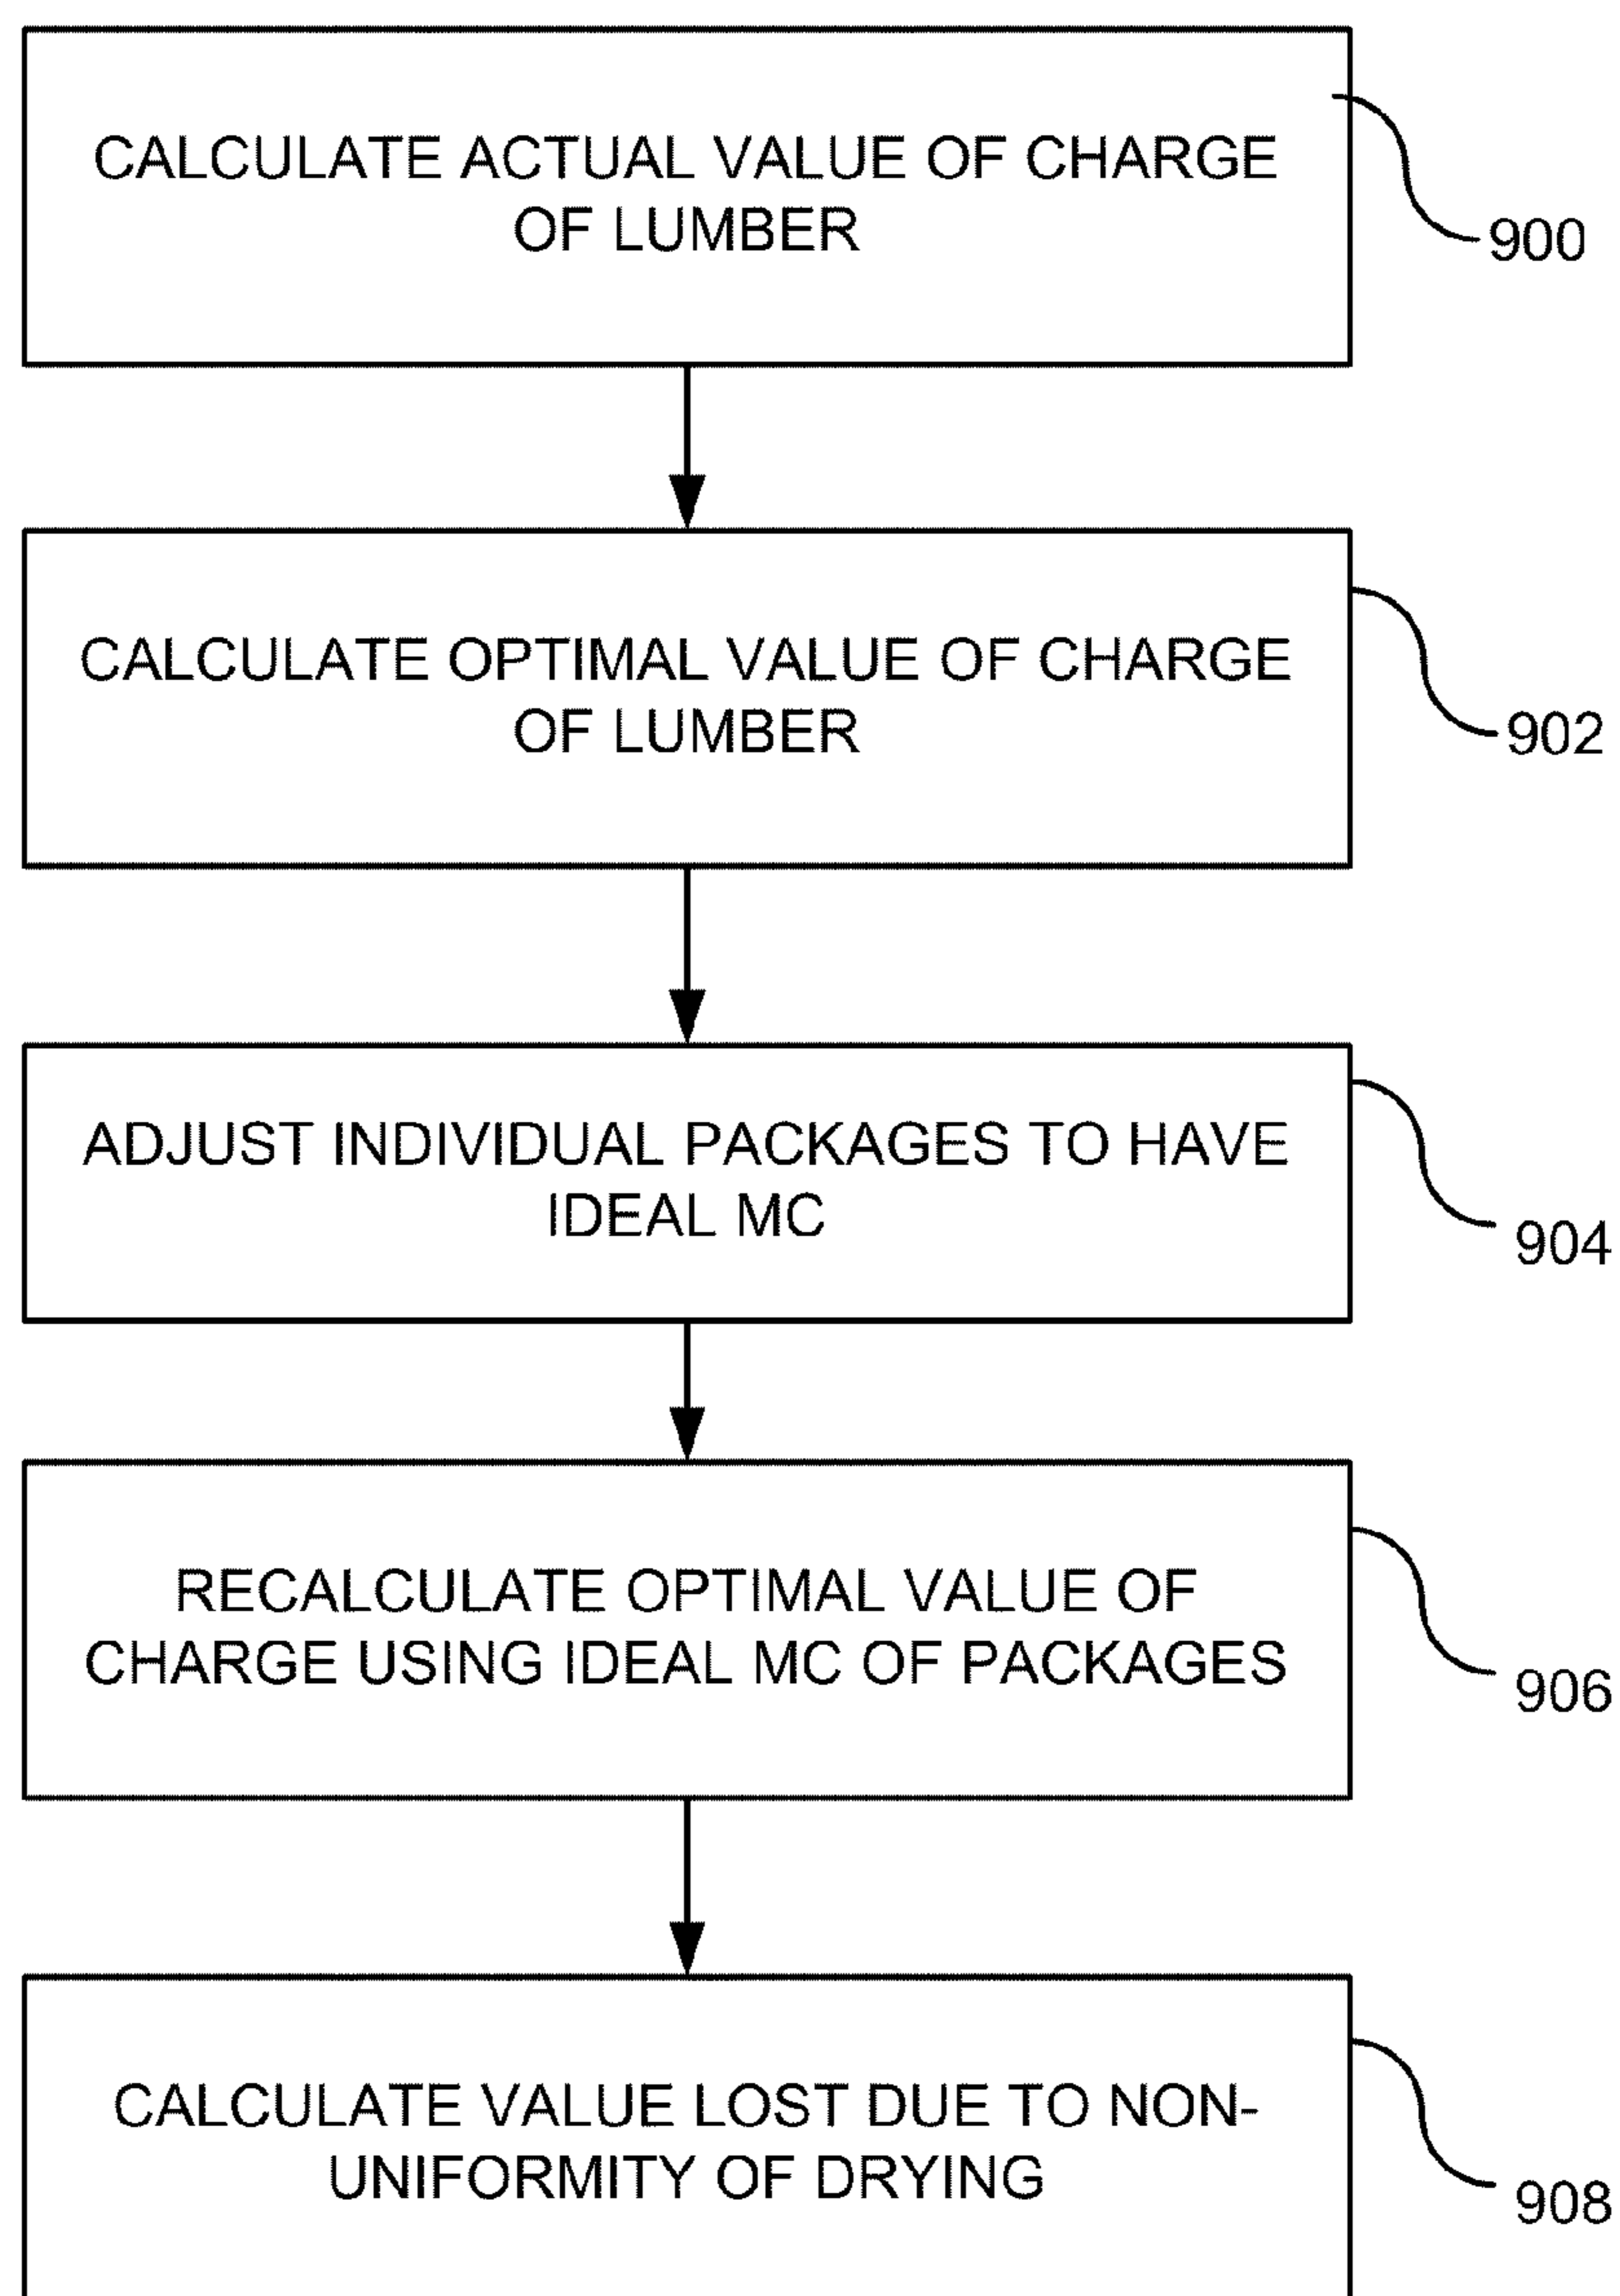 CALCULATE ACTUAL VALUE OF CHARGE
OF LUMBER
900
CALCULATE OPTIMAL VALUE OF CHARGE
OF LUMBER
902
ADJUST INDIVIDUAL PACKAGES TO HAVE
IDEAL MC
904
RECALCULATE OPTIMAL VALUE OF
CHARGE USING IDEAL MC OF PACKAGES
906
CALCULATE VALUE LOST DUE TO NON-
UNIFORMITY OF DRYING
908